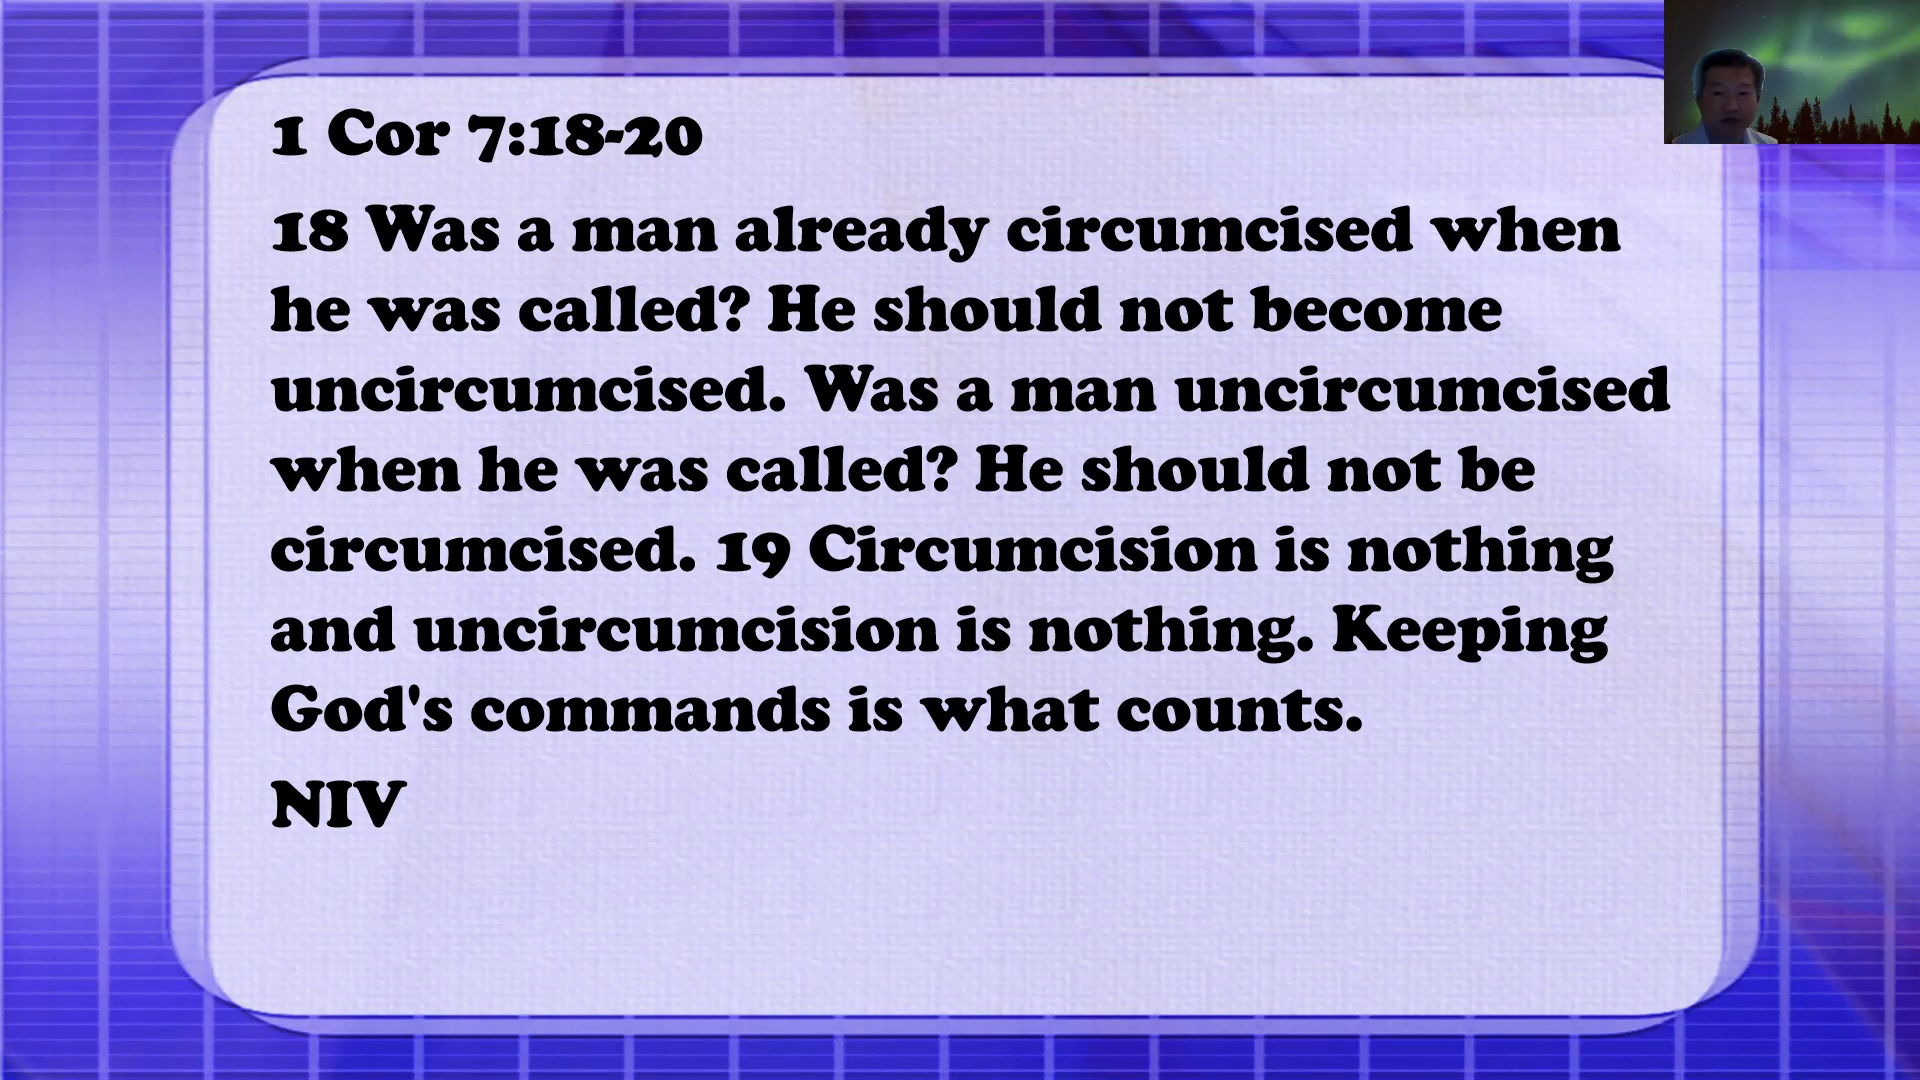 1 Cor 7:18-20
18 Was a man already circumcised when
he was called? He should not become
uncircumcised. Was a man uncircumcised
when he was called? He should not be
circumcised. 19 Circumcision is nothing
and uncircumcision is nothing. Keeping
God's commands is what counts.
NIV